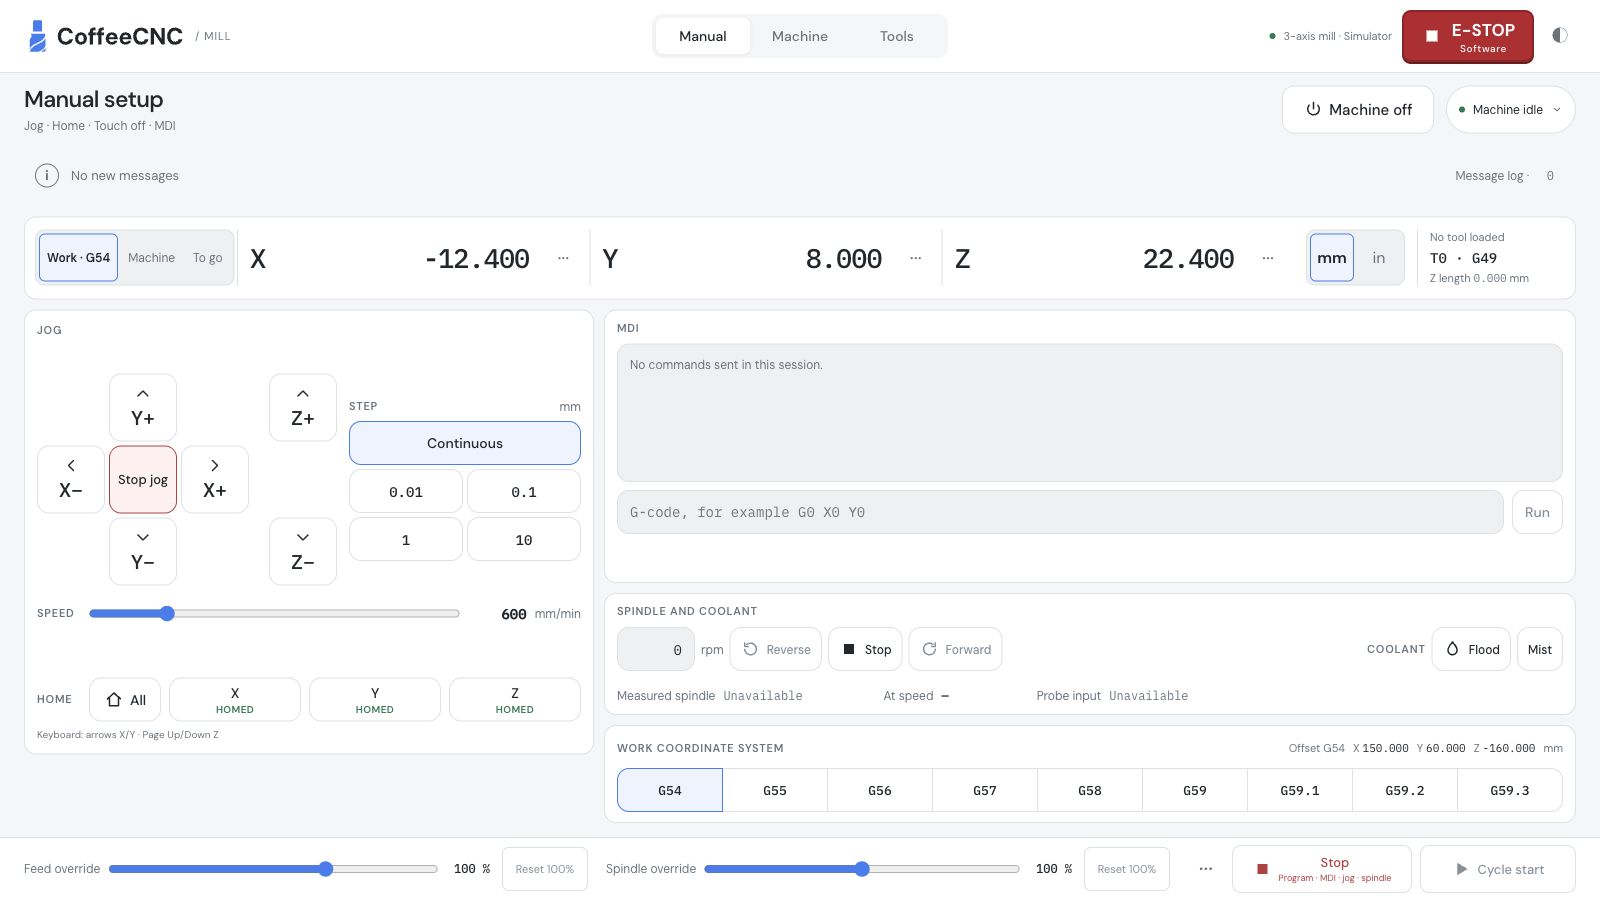 CoffeeCNC / MILL
Manual Machine Tools
3-axis mill · Simulator
E-STOP
Software
Manual setup
Jog · Home · Touch off · MDI
Machine off
Machine idle
i No new messages
Message log · 0
Work · G54 Machine To go
X -12.400 ...
Y 8.000 ...
Z 22.400 ...
mm in
No tool loaded
T0 · G49
Z length 0.000 mm
JOG
Y+
Z+
X−
Stop jog
X+
Y−
Z−
STEP mm
Continuous
0.01 0.1
1 10
SPEED 600 mm/min
HOME All
X
HOMED
Y
HOMED
Z
HOMED
Keyboard: arrows X/Y · Page Up/Down Z
MDI
No commands sent in this session.
G-code, for example G0 X0 Y0 Run
SPINDLE AND COOLANT
0 rpm Reverse Stop Forward
COOLANT Flood Mist
Measured spindle Unavailable At speed — Probe input Unavailable
WORK COORDINATE SYSTEM
Offset G54 X 150.000 Y 60.000 Z -160.000 mm
G54 G55 G56 G57 G58 G59 G59.1 G59.2 G59.3
Feed override 100 % Reset 100%
Spindle override 100 % Reset 100%
...
Stop
Program · MDI · jog · spindle
Cycle start